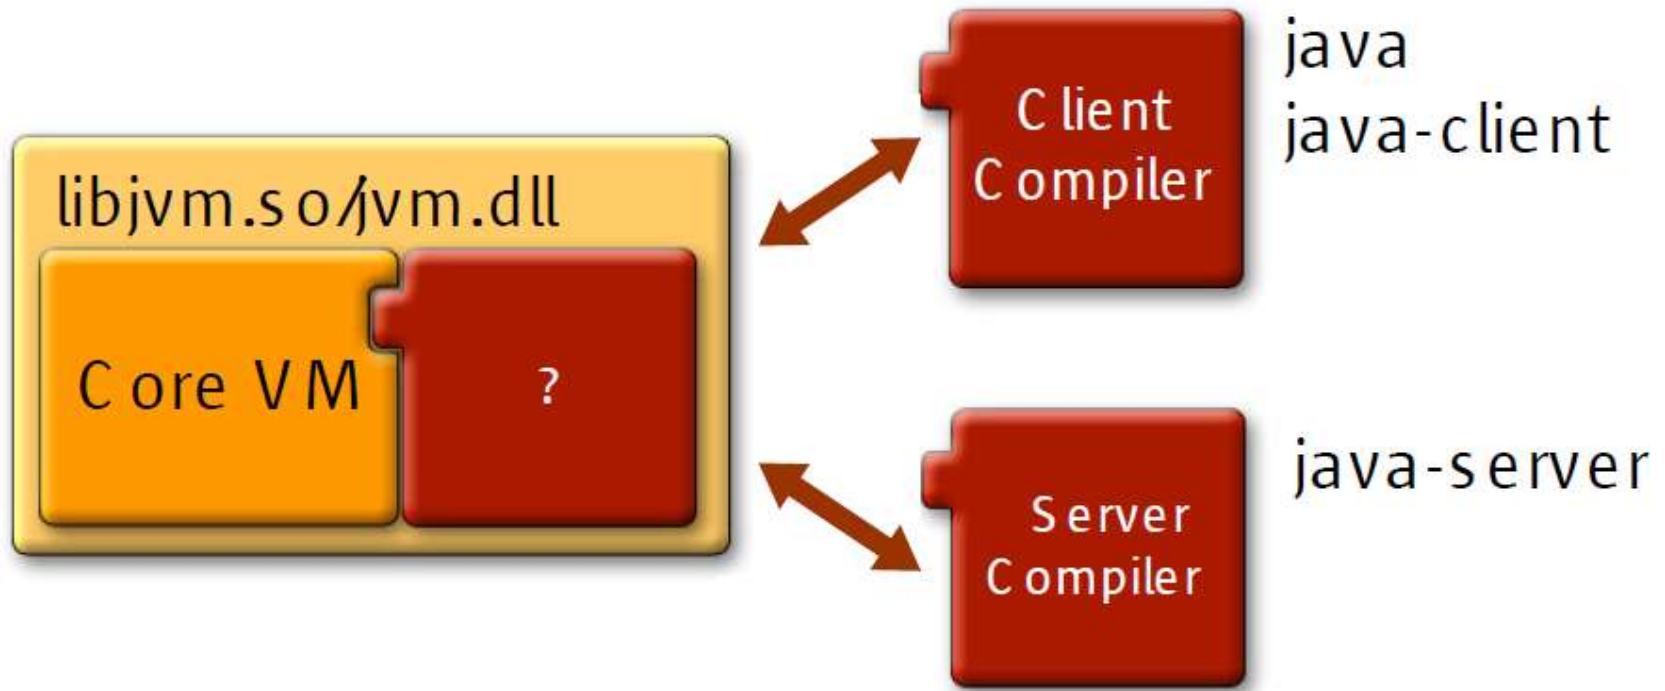 libjvm.so/jvm.dll
Core VM
?
Client
Compiler
java
java-client
Server
Compiler
java-server